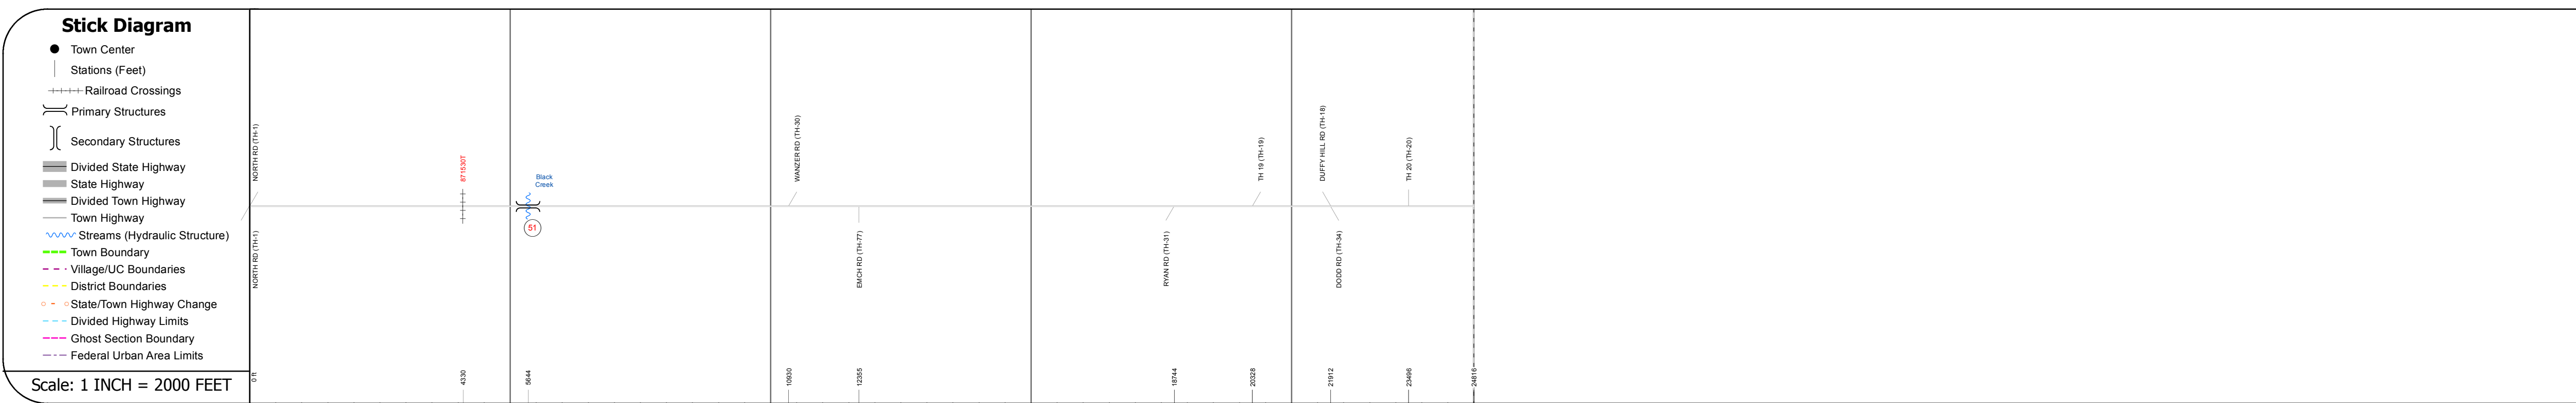 Stick Diagram
Town Center
Stations (Feet)
Railroad Crossings
Primary Structures
Secondary Structures
Divided State Highway
State Highway
Divided Town Highway
Town Highway
Streams (Hydraulic Structure)
Town Boundary
Village/UC Boundaries
District Boundaries
State/Town Highway Change
Divided Highway Limits
Ghost Section Boundary
Federal Urban Area Limits
Scale: 1 INCH = 2000 FEET
NORTH RD (TH-1)
NORTH RD (TH-1)
871530T
Black
Creek
51
WANZER RD (TH-30)
EMCH RD (TH-77)
RYAN RD (TH-31)
TH 19 (TH-19)
DUFFY HILL RD (TH-18)
DODD RD (TH-34)
TH 20 (TH-20)
0 ft
4330
5644
10930
12355
18744
20328
21912
23496
24816